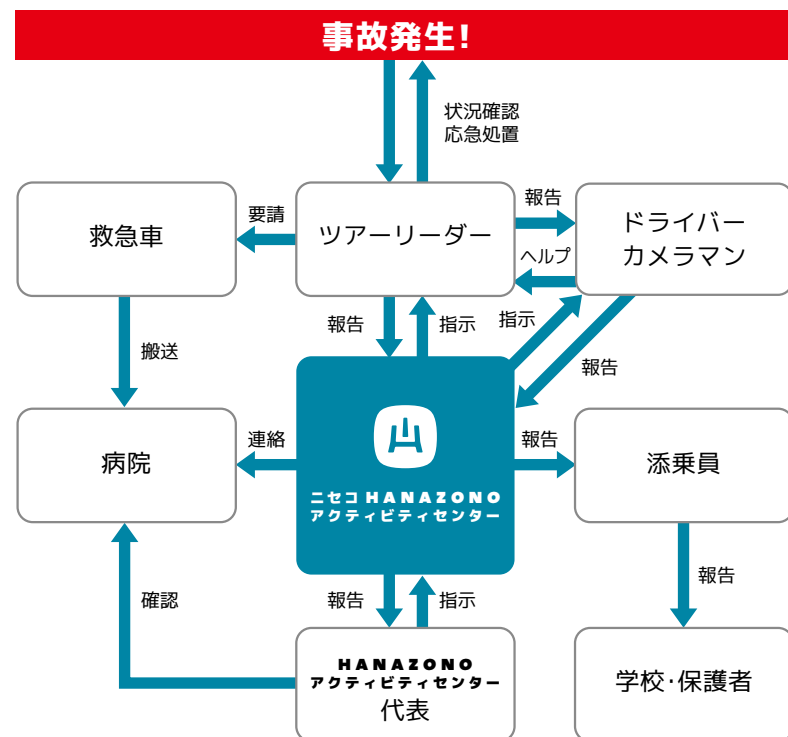 事故発生!
状況確認
応急処置
救急車
要請
ツアーリーダー
報告
ヘルプ
ドライバー
カメラマン
搬送
報告
指示
指示
報告
病院
連絡
ニセコ HANAZONO
アクティビティセンター
報告
添乗員
確認
報告
指示
報告
HANAZONO
アクティビティセンター
代表
学校・保護者